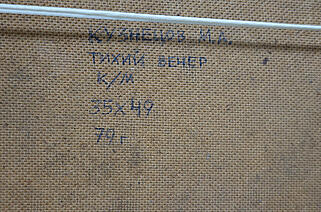 КУЗНЕЦОВ М.А.
ТИХИЙ ВЕЧЕР
К/М
35х49
79 г